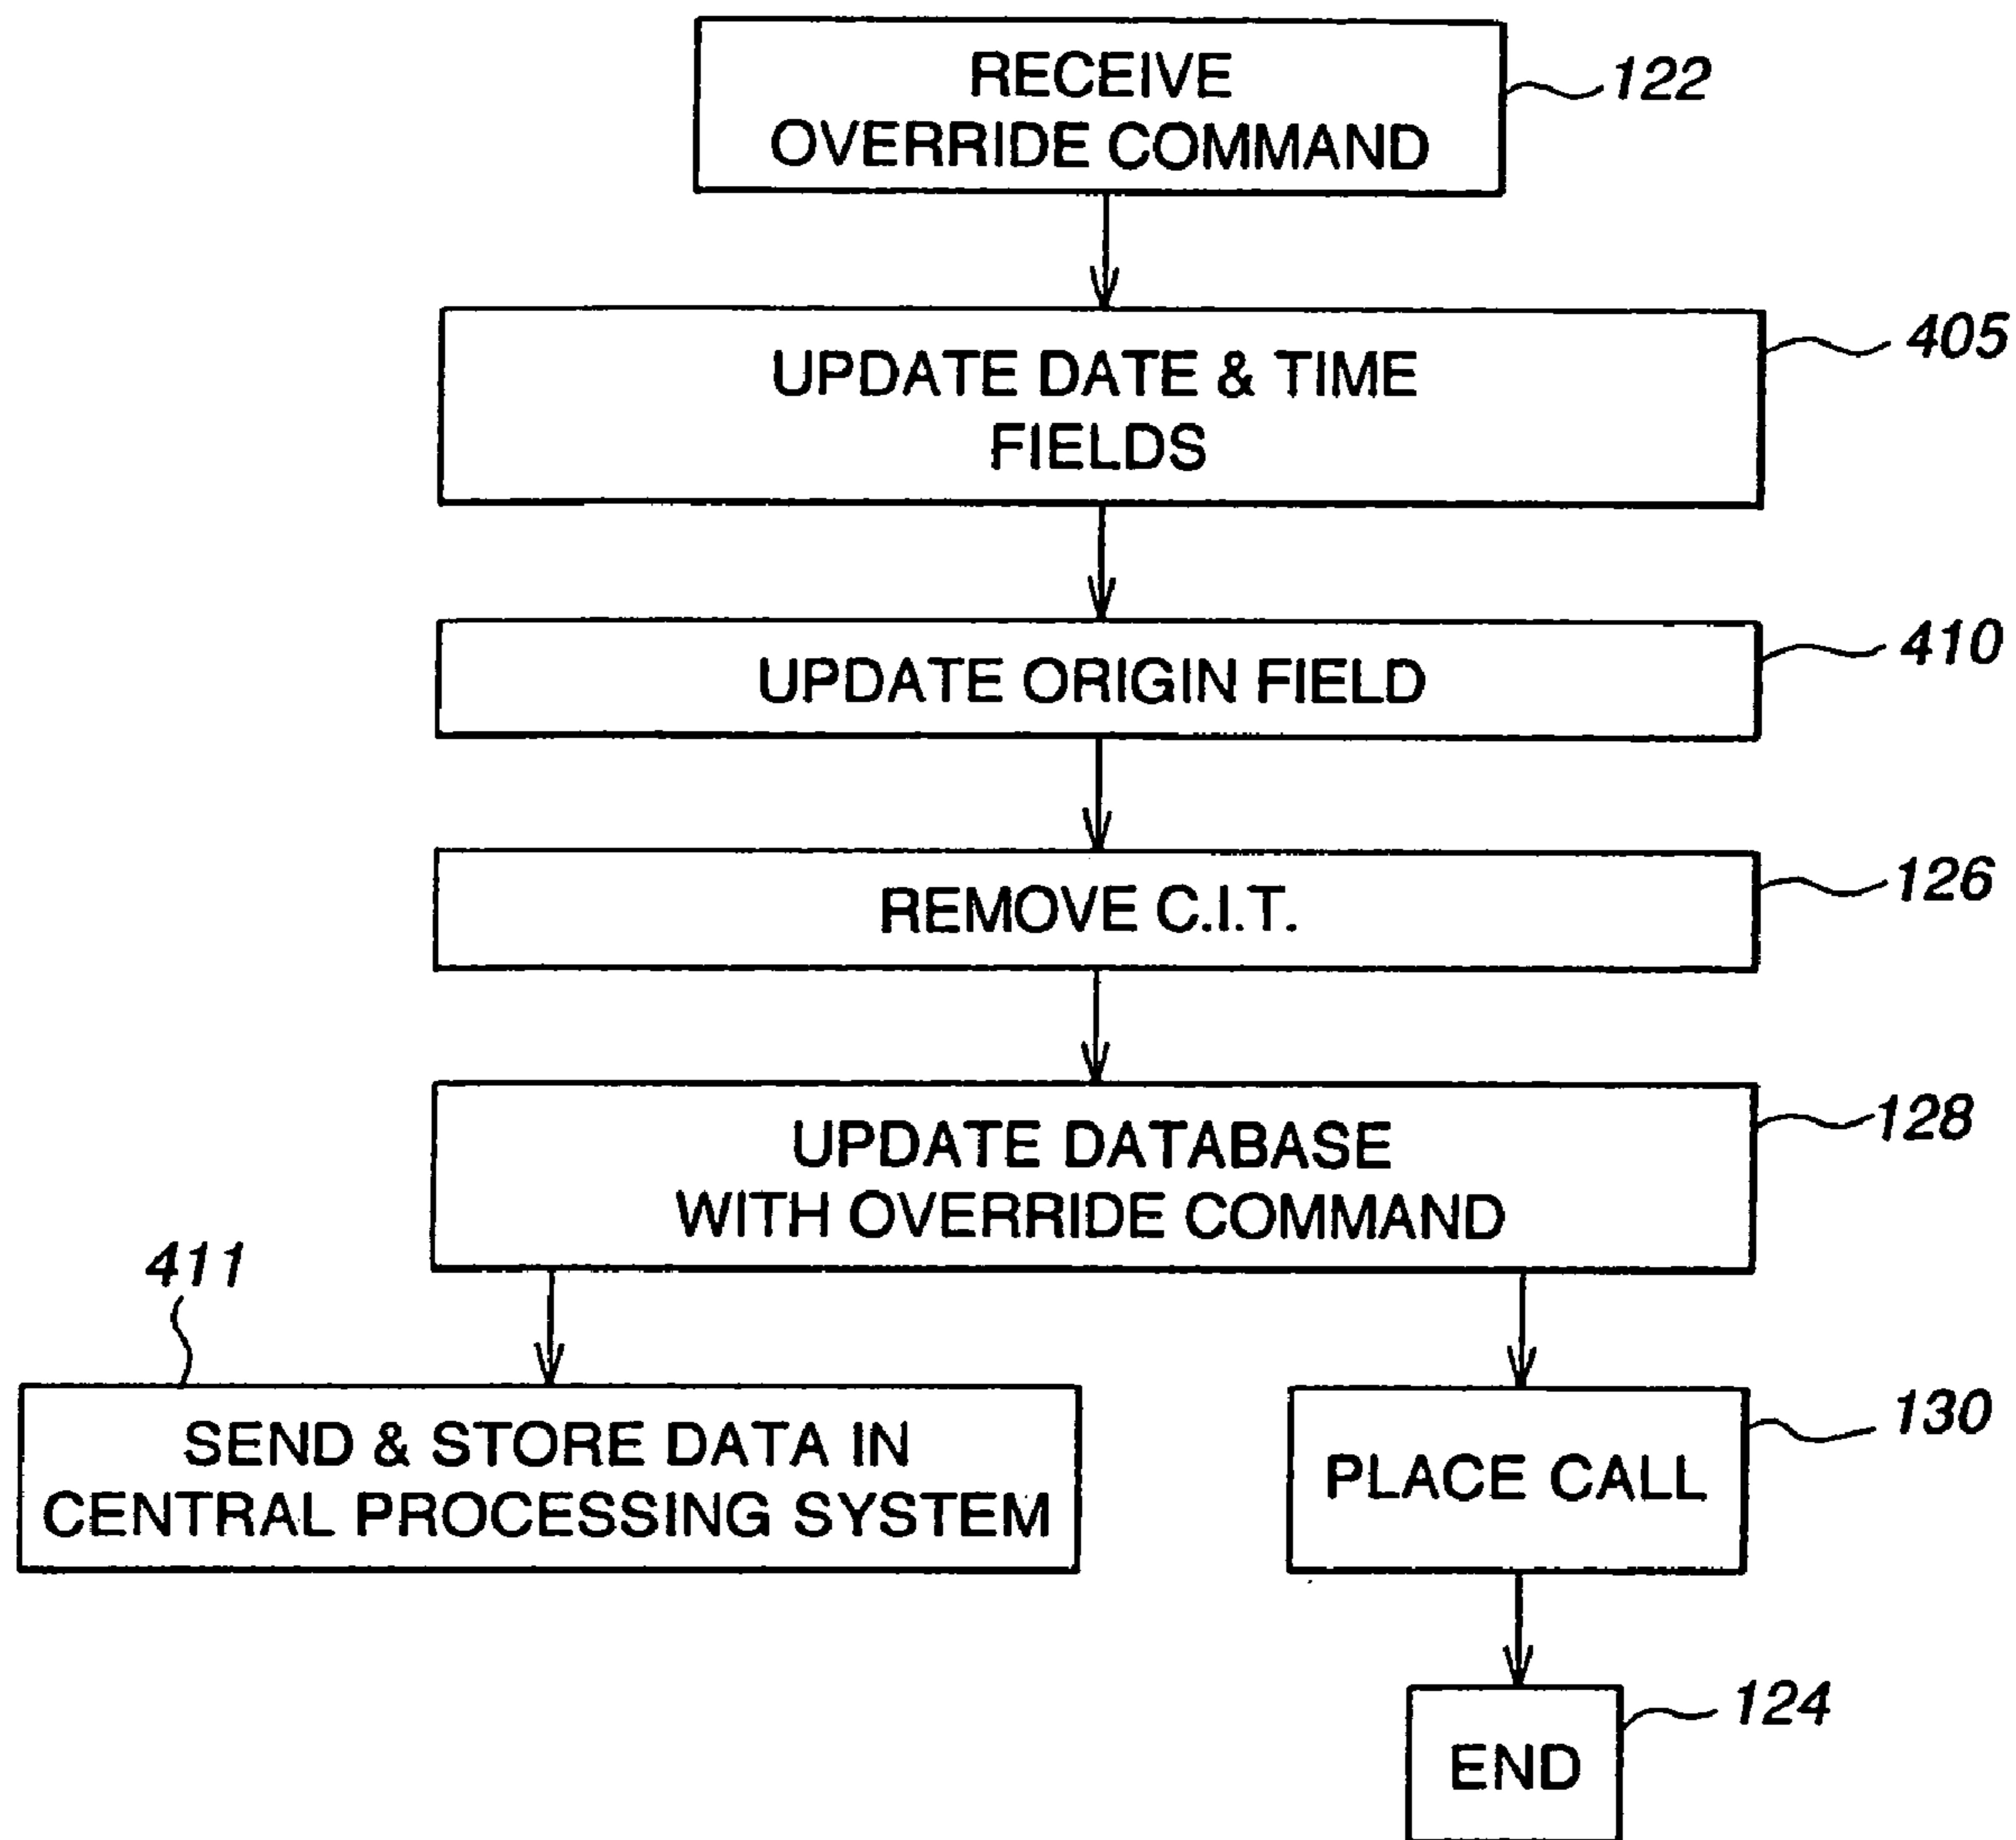 RECEIVE
OVERRIDE COMMAND
122
UPDATE DATE & TIME
FIELDS
405
UPDATE ORIGIN FIELD
410
REMOVE C.I.T.
126
UPDATE DATABASE
WITH OVERRIDE COMMAND
128
411
SEND & STORE DATA IN
CENTRAL PROCESSING SYSTEM
PLACE CALL
130
END
124